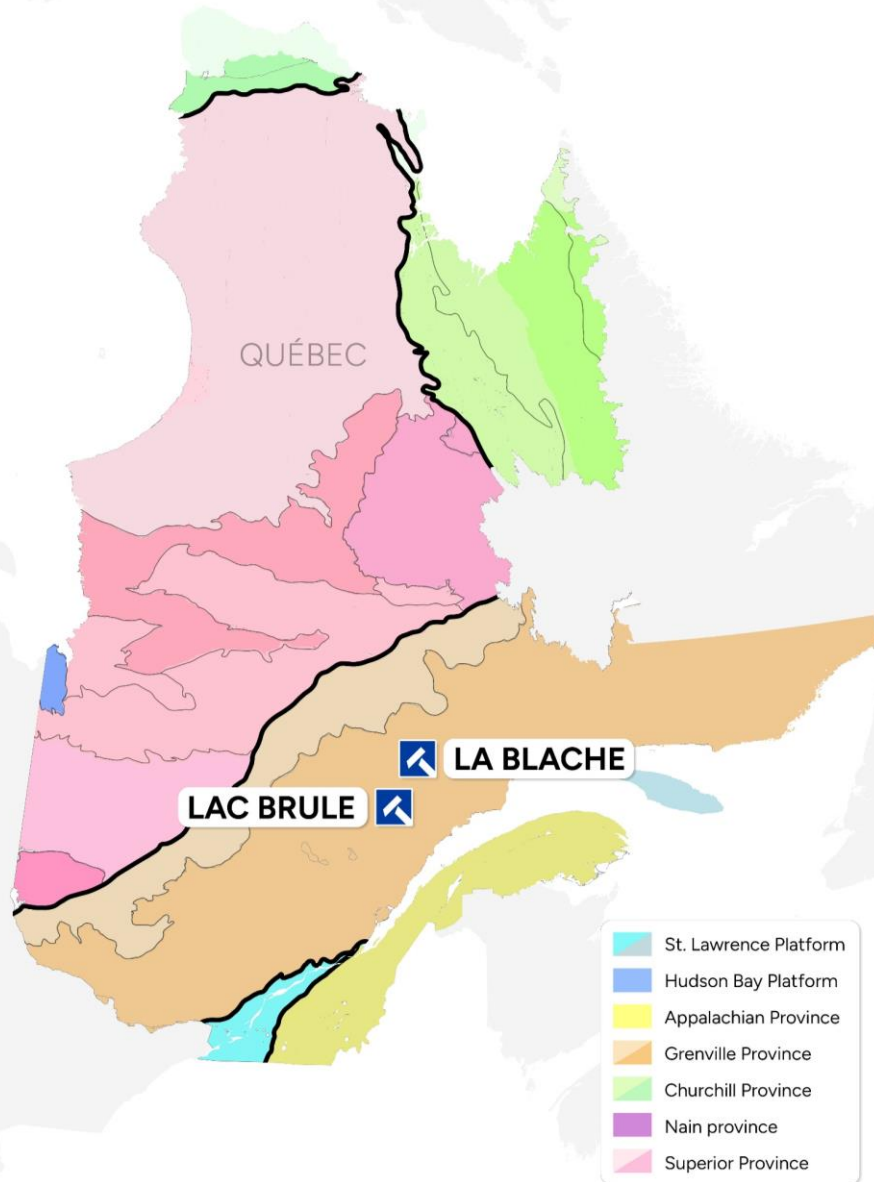 QUÉBEC
LA BLACHE
LAC BRULE
St. Lawrence Platform
Hudson Bay Platform
Appalachian Province
Grenville Province
Churchill Province
Nain province
Superior Province